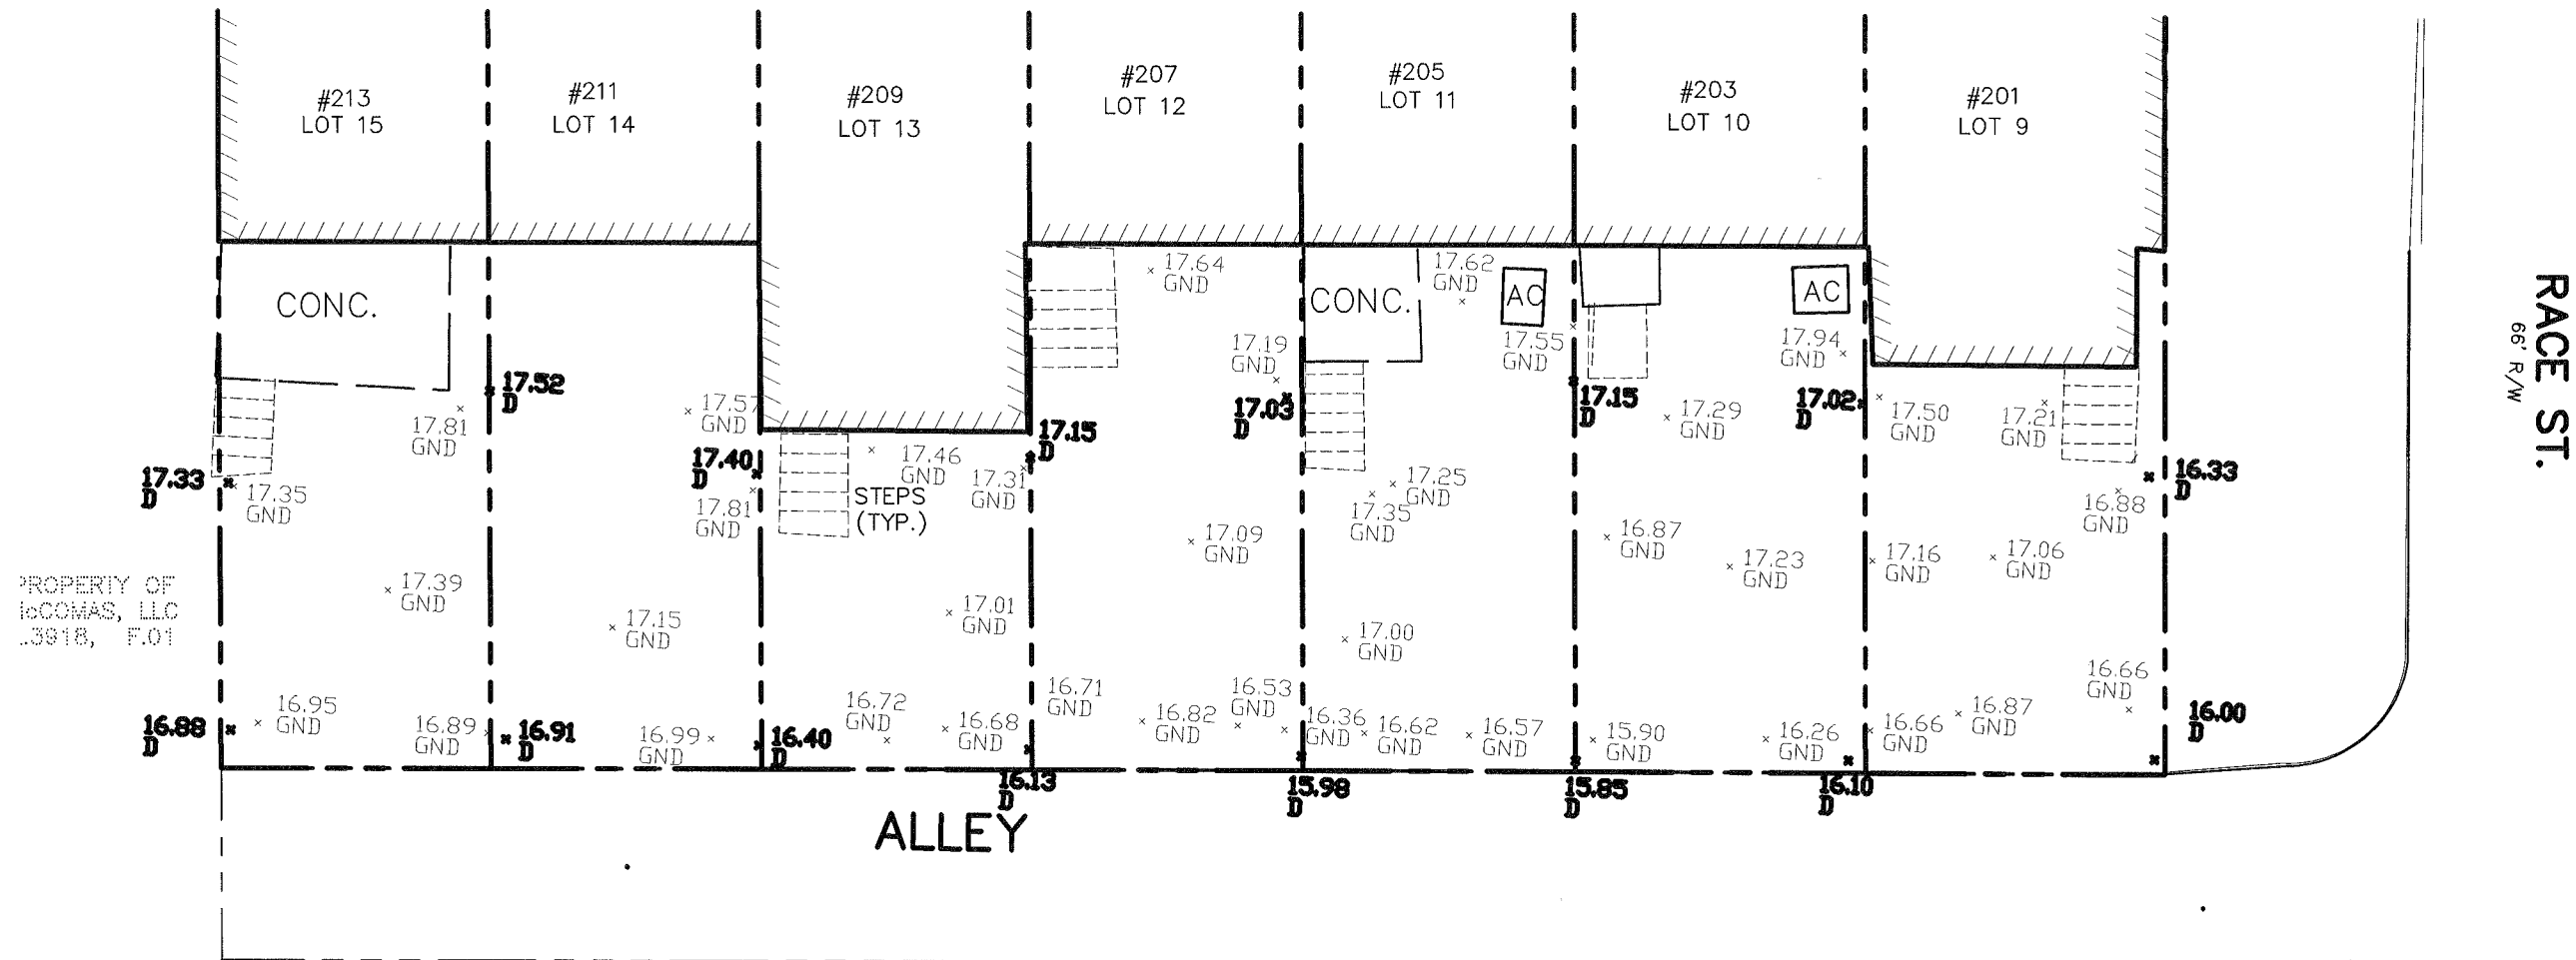 #213
LOT 15
#211
LOT 14
#209
LOT 13
#207
LOT 12
#205
LOT 11
#203
LOT 10
#201
LOT 9
RACE ST.
66' R/W
CONC.
17.64
GND
CONC.
17.62
GND
AC
AC
17.19
GND
17.55
GND
17.94
GND
17.52
D
17.81
GND
17.57
GND
17.03
D
17.15
D
17.29
GND
17.02
D
17.50
GND
17.21
GND
17.40
D
17.46
GND
17.15
D
17.31
GND
17.33
D
17.35
GND
17.81
GND
STEPS
(TYP.)
17.25
GND
17.35
GND
16.33
D
16.88
GND
17.09
GND
16.87
GND
17.23
GND
17.16
GND
17.06
GND
PROPERTY OF
McCOMAS, LLC
.3918, F.01
17.39
GND
17.15
GND
17.01
GND
17.00
GND
16.88
D
16.95
GND
16.89
GND
16.91
D
16.99
GND
16.40
D
16.72
GND
16.68
GND
16.71
GND
16.82
GND
16.53
GND
16.36
GND
16.62
GND
16.57
GND
15.90
GND
16.26
GND
16.66
GND
16.87
GND
16.66
GND
16.00
D
16.13
D
15.98
D
15.85
D
16.10
D
ALLEY